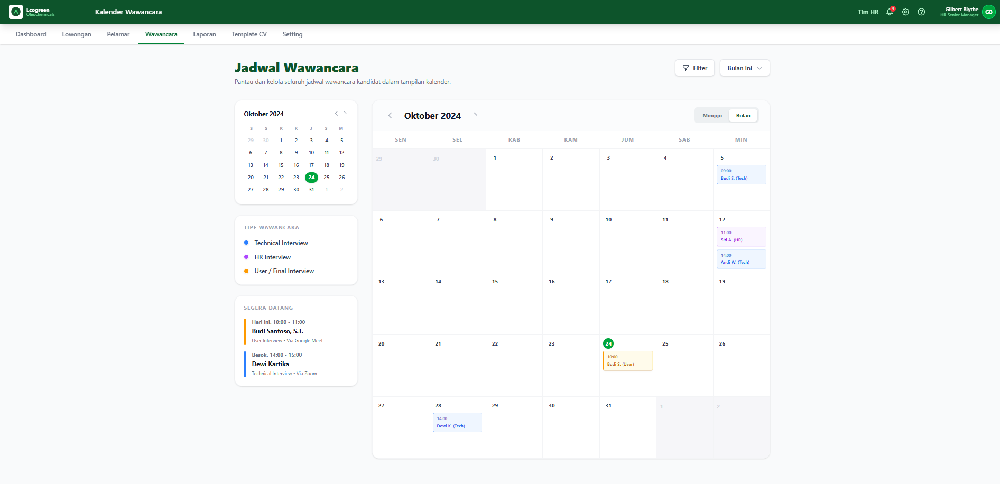 Ecogreen
Oleochemicals
Kalender Wawancara
Tim HR
3
Gilbert Blythe
HR Senior Manager
GB
Dashboard
Lowongan
Pelamar
Wawancara
Laporan
Template CV
Setting
Jadwal Wawancara
Pantau dan kelola seluruh jadwal wawancara kandidat dalam tampilan kalender.
Filter
Bulan Ini
Oktober 2024
S S R K J S M
29 30 1 2 3 4 5
6 7 8 9 10 11 12
13 14 15 16 17 18 19
20 21 22 23 24 25 26
27 28 29 30 31 1 2
TIPE WAWANCARA
Technical Interview
HR Interview
User / Final Interview
SEGERA DATANG
Hari ini, 10:00 - 11:00
Budi Santoso, S.T.
User Interview • Via Google Meet
Besok, 14:00 - 15:00
Dewi Kartika
Technical Interview • Via Zoom
Oktober 2024
Minggu
Bulan
SEN SEL RAB KAM JUM SAB MIN
29 30 1 2 3 4 5
09:00
Budi S. (Tech)
6 7 8 9 10 11 12
11:00
Siti A. (HR)
14:00
Andi W. (Tech)
13 14 15 16 17 18 19
20 21 22 23 24 25 26
10:00
Budi S. (User)
27 28 29 30 31 1 2
14:00
Dewi K. (Tech)